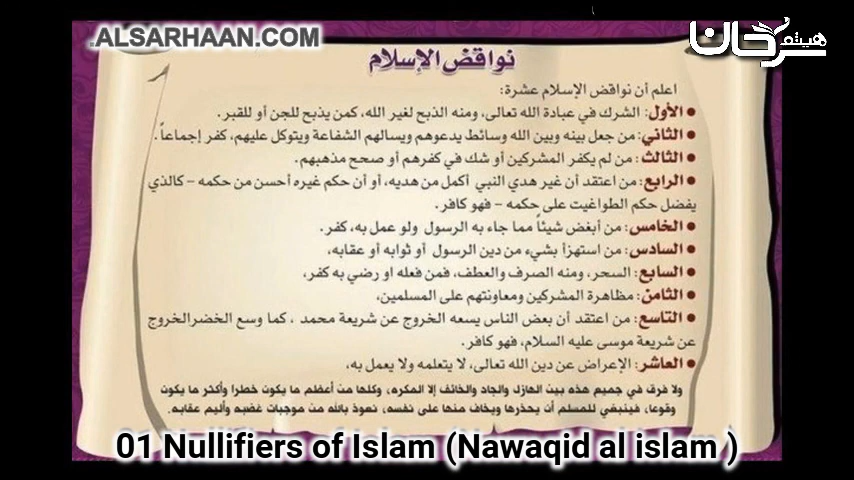 .ALSARHAAN.COM
هيثم سرحان
نواقض الإسلام
اعلم أن نواقض الإسلام عشرة:
● الأول: الشرك في عبادة الله تعالى، ومنه الذبح لغير الله، كمن يذبح للجن أو للقبر.
● الثاني: من جعل بينه وبين الله وسائط يدعوهم ويسالهم الشفاعة ويتوكل عليهم، كفر إجماعاً.
● الثالث: من لم يكفر المشركين أو شك في كفرهم أو صحح مذهبهم.
● الرابع: من اعتقد أن غير هدي النبي أكمل من هديه، أو أن حكم غيره أحسن من حكمه – كالذي
يفضل حكم الطواغيت على حكمه – فهو كافر.
● الخامس: من أبغض شيئاً مما جاء به الرسول ولو عمل به، كفر.
● السادس: من استهزأ بشيء من دين الرسول أو ثوابه أو عقابه،
● السابع: السحر، ومنه الصرف والعطف، فمن فعله او رضي به كفر،
● الثامن: مظاهرة المشركين ومعاونتهم على المسلمين،
● التاسع: من اعتقد أن بعض الناس يسعه الخروج عن شريعة محمد ، كما وسع الخضرالخروج
عن شريعة موسى عليه السلام، فهو كافر.
● العاشر: الإعراض عن دين الله تعالى، لا يتعلمه ولا يعمل به،
ولا فرق في جميع هذه بين الهازل والجاد والخائف إلا المكره، وكلها من أعظم ما يكون خطرا وأكثر ما يكون
وقوعا، فينبغي للمسلم أن يحذرها ويخاف منها على نفسه، نعوذ بالله من موجبات غضبه وأليم عقابه.
01 Nullifiers of Islam (Nawaqid al islam )